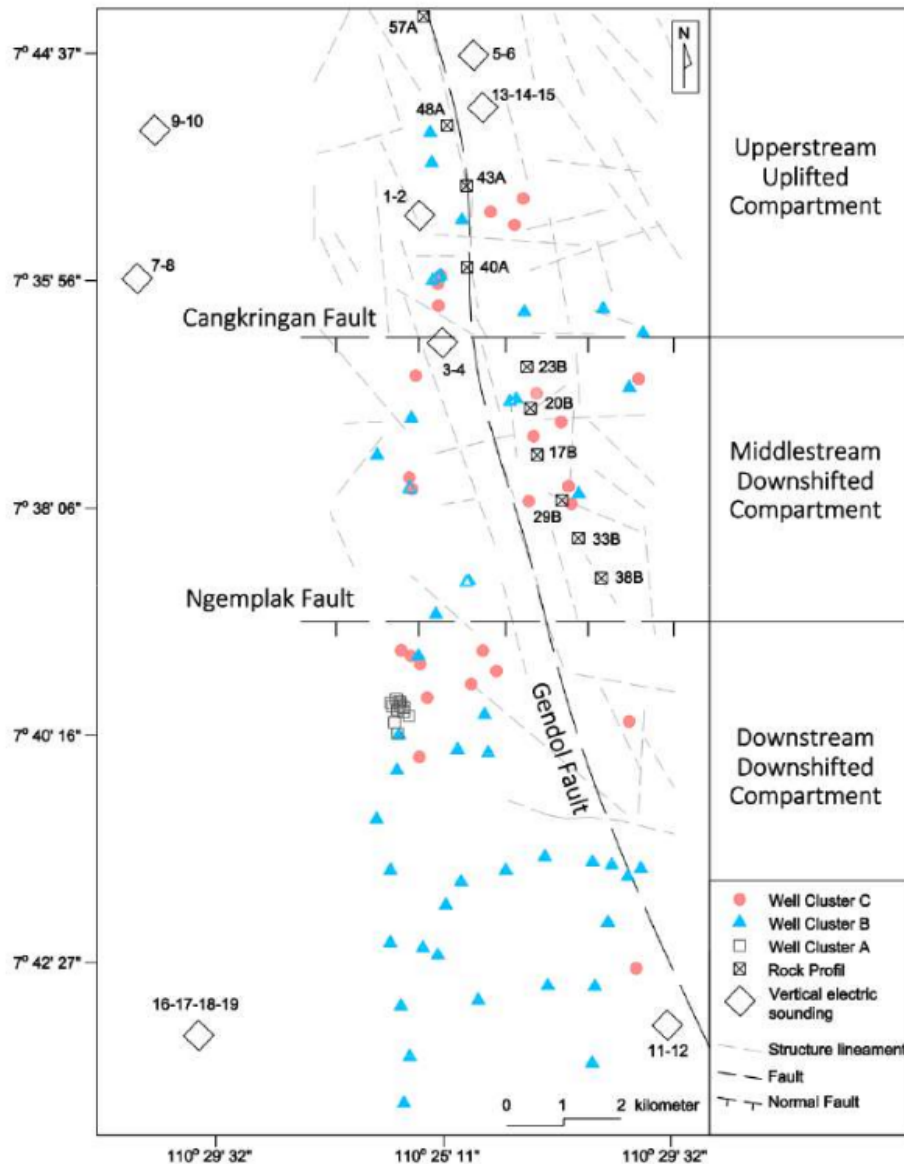 57A
7° 44' 37"
5-6
N
13-14-15
9-10
48A
Upperstream
Uplifted
Compartment
43A
1-2
7-8
7° 35' 56"
40A
Cangkringan Fault
3-4
23B
20B
Middlestream
Downshifted
Compartment
17B
7° 38' 06"
29B
33B
38B
Ngemplak Fault
Gendol Fault
7° 40' 16"
Downstream
Downshifted
Compartment
Well Cluster C
Well Cluster B
Well Cluster A
Rock Profil
Vertical electric
sounding
Structure lineament
Fault
Normal Fault
7° 42' 27"
16-17-18-19
11-12
0 1 2 kilometer
110° 29' 32" 110° 25' 11" 110° 29' 32"